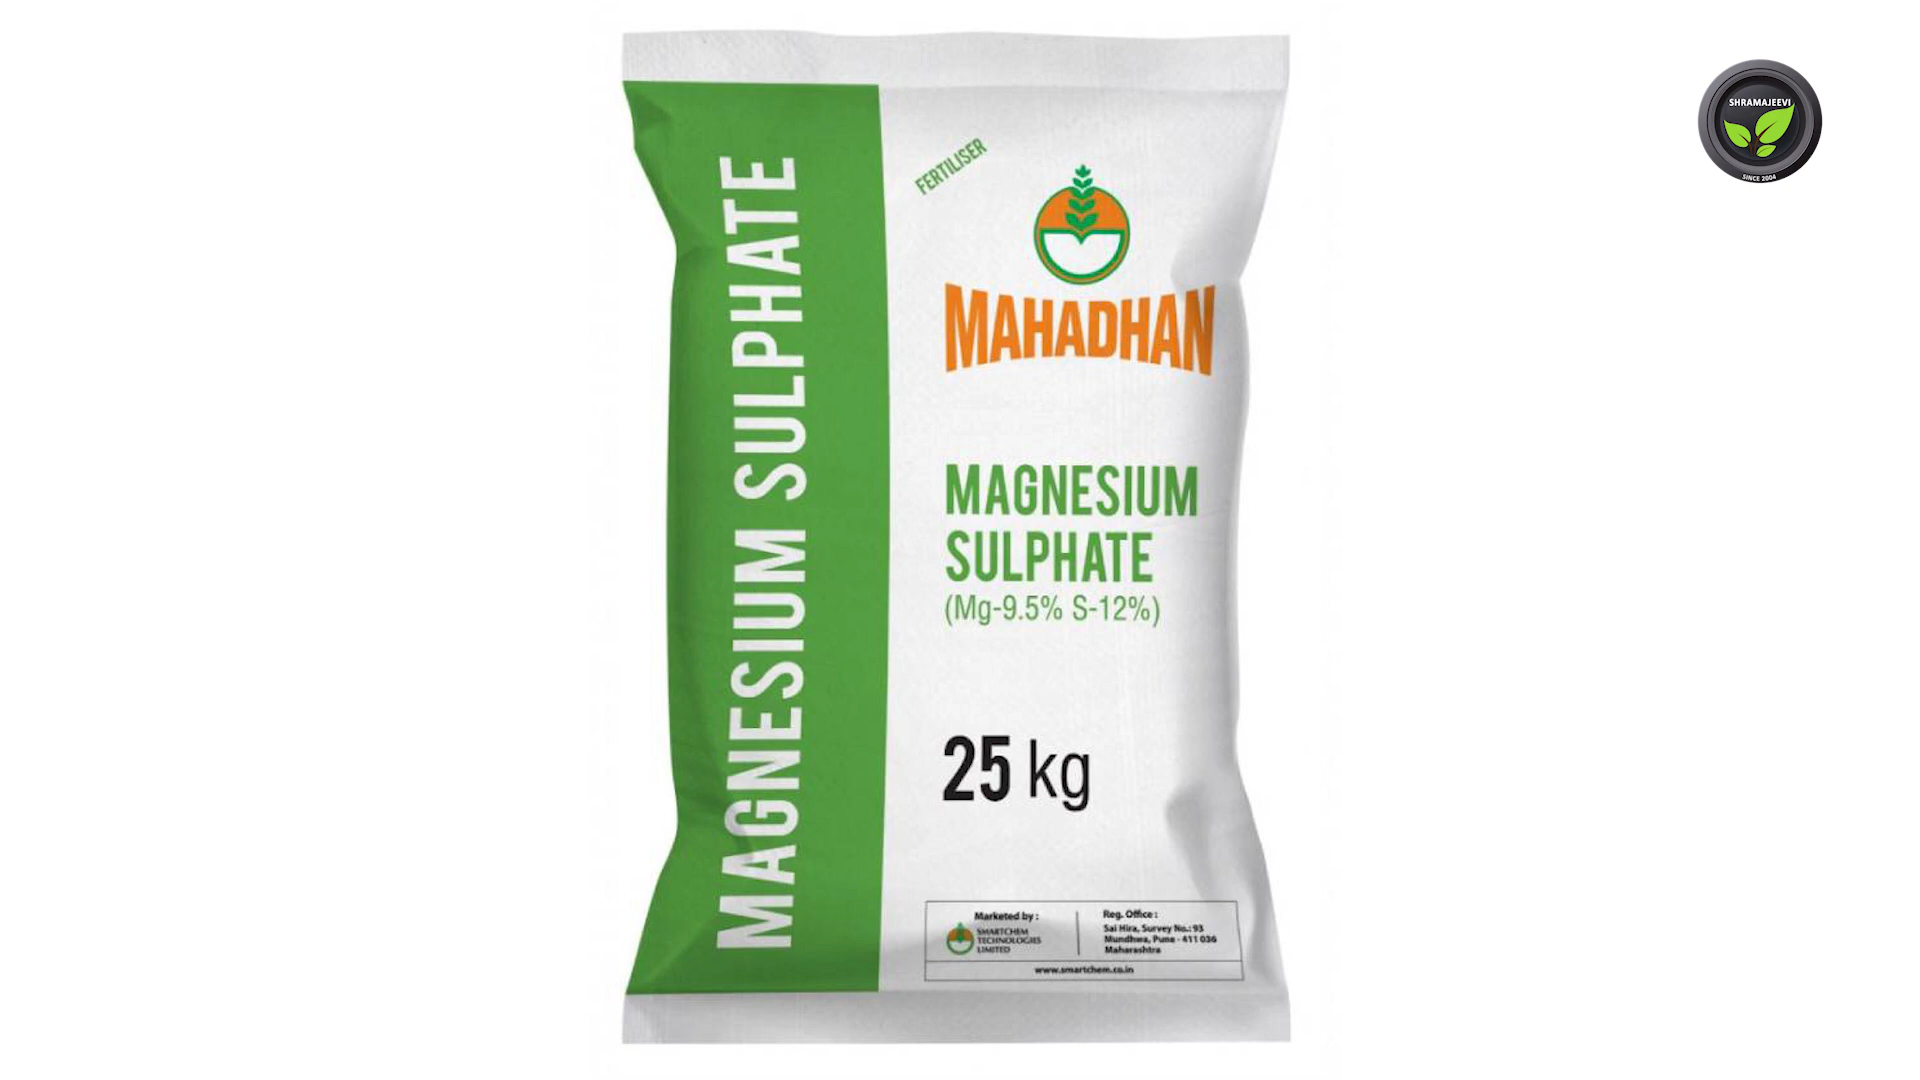 MAGNESIUM SULPHATE
FERTILISER
MAHADHAN
MAGNESIUM
SULPHATE
(Mg-9.5% S-12%)
25 kg
Marketed by :
SMARTCHEM
TECHNOLOGIES
LIMITED
Reg. Office :
Sai Hira, Survey No.: 93
Mundhwa, Pune - 411 036
Maharashtra
www.smartchem.co.in
SHRAMAJEEVI
SINCE 2004